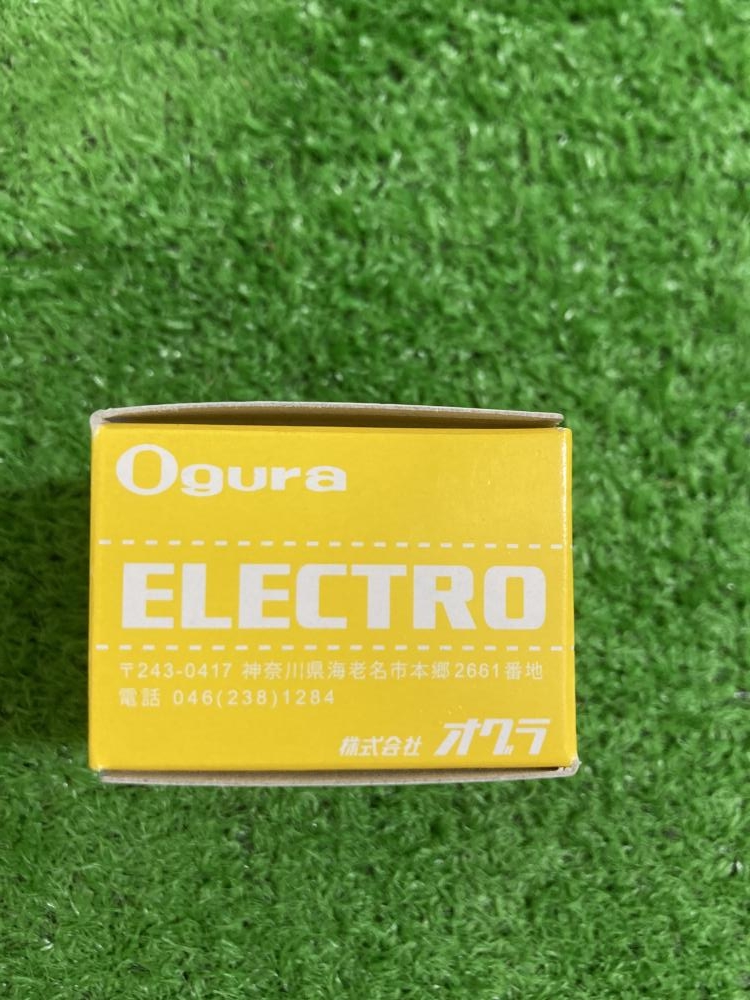 Ogura
ELECTRO
〒243-0417 神奈川県海老名市本郷2661番地
電話 046(238)1284
株式会社 オグラ